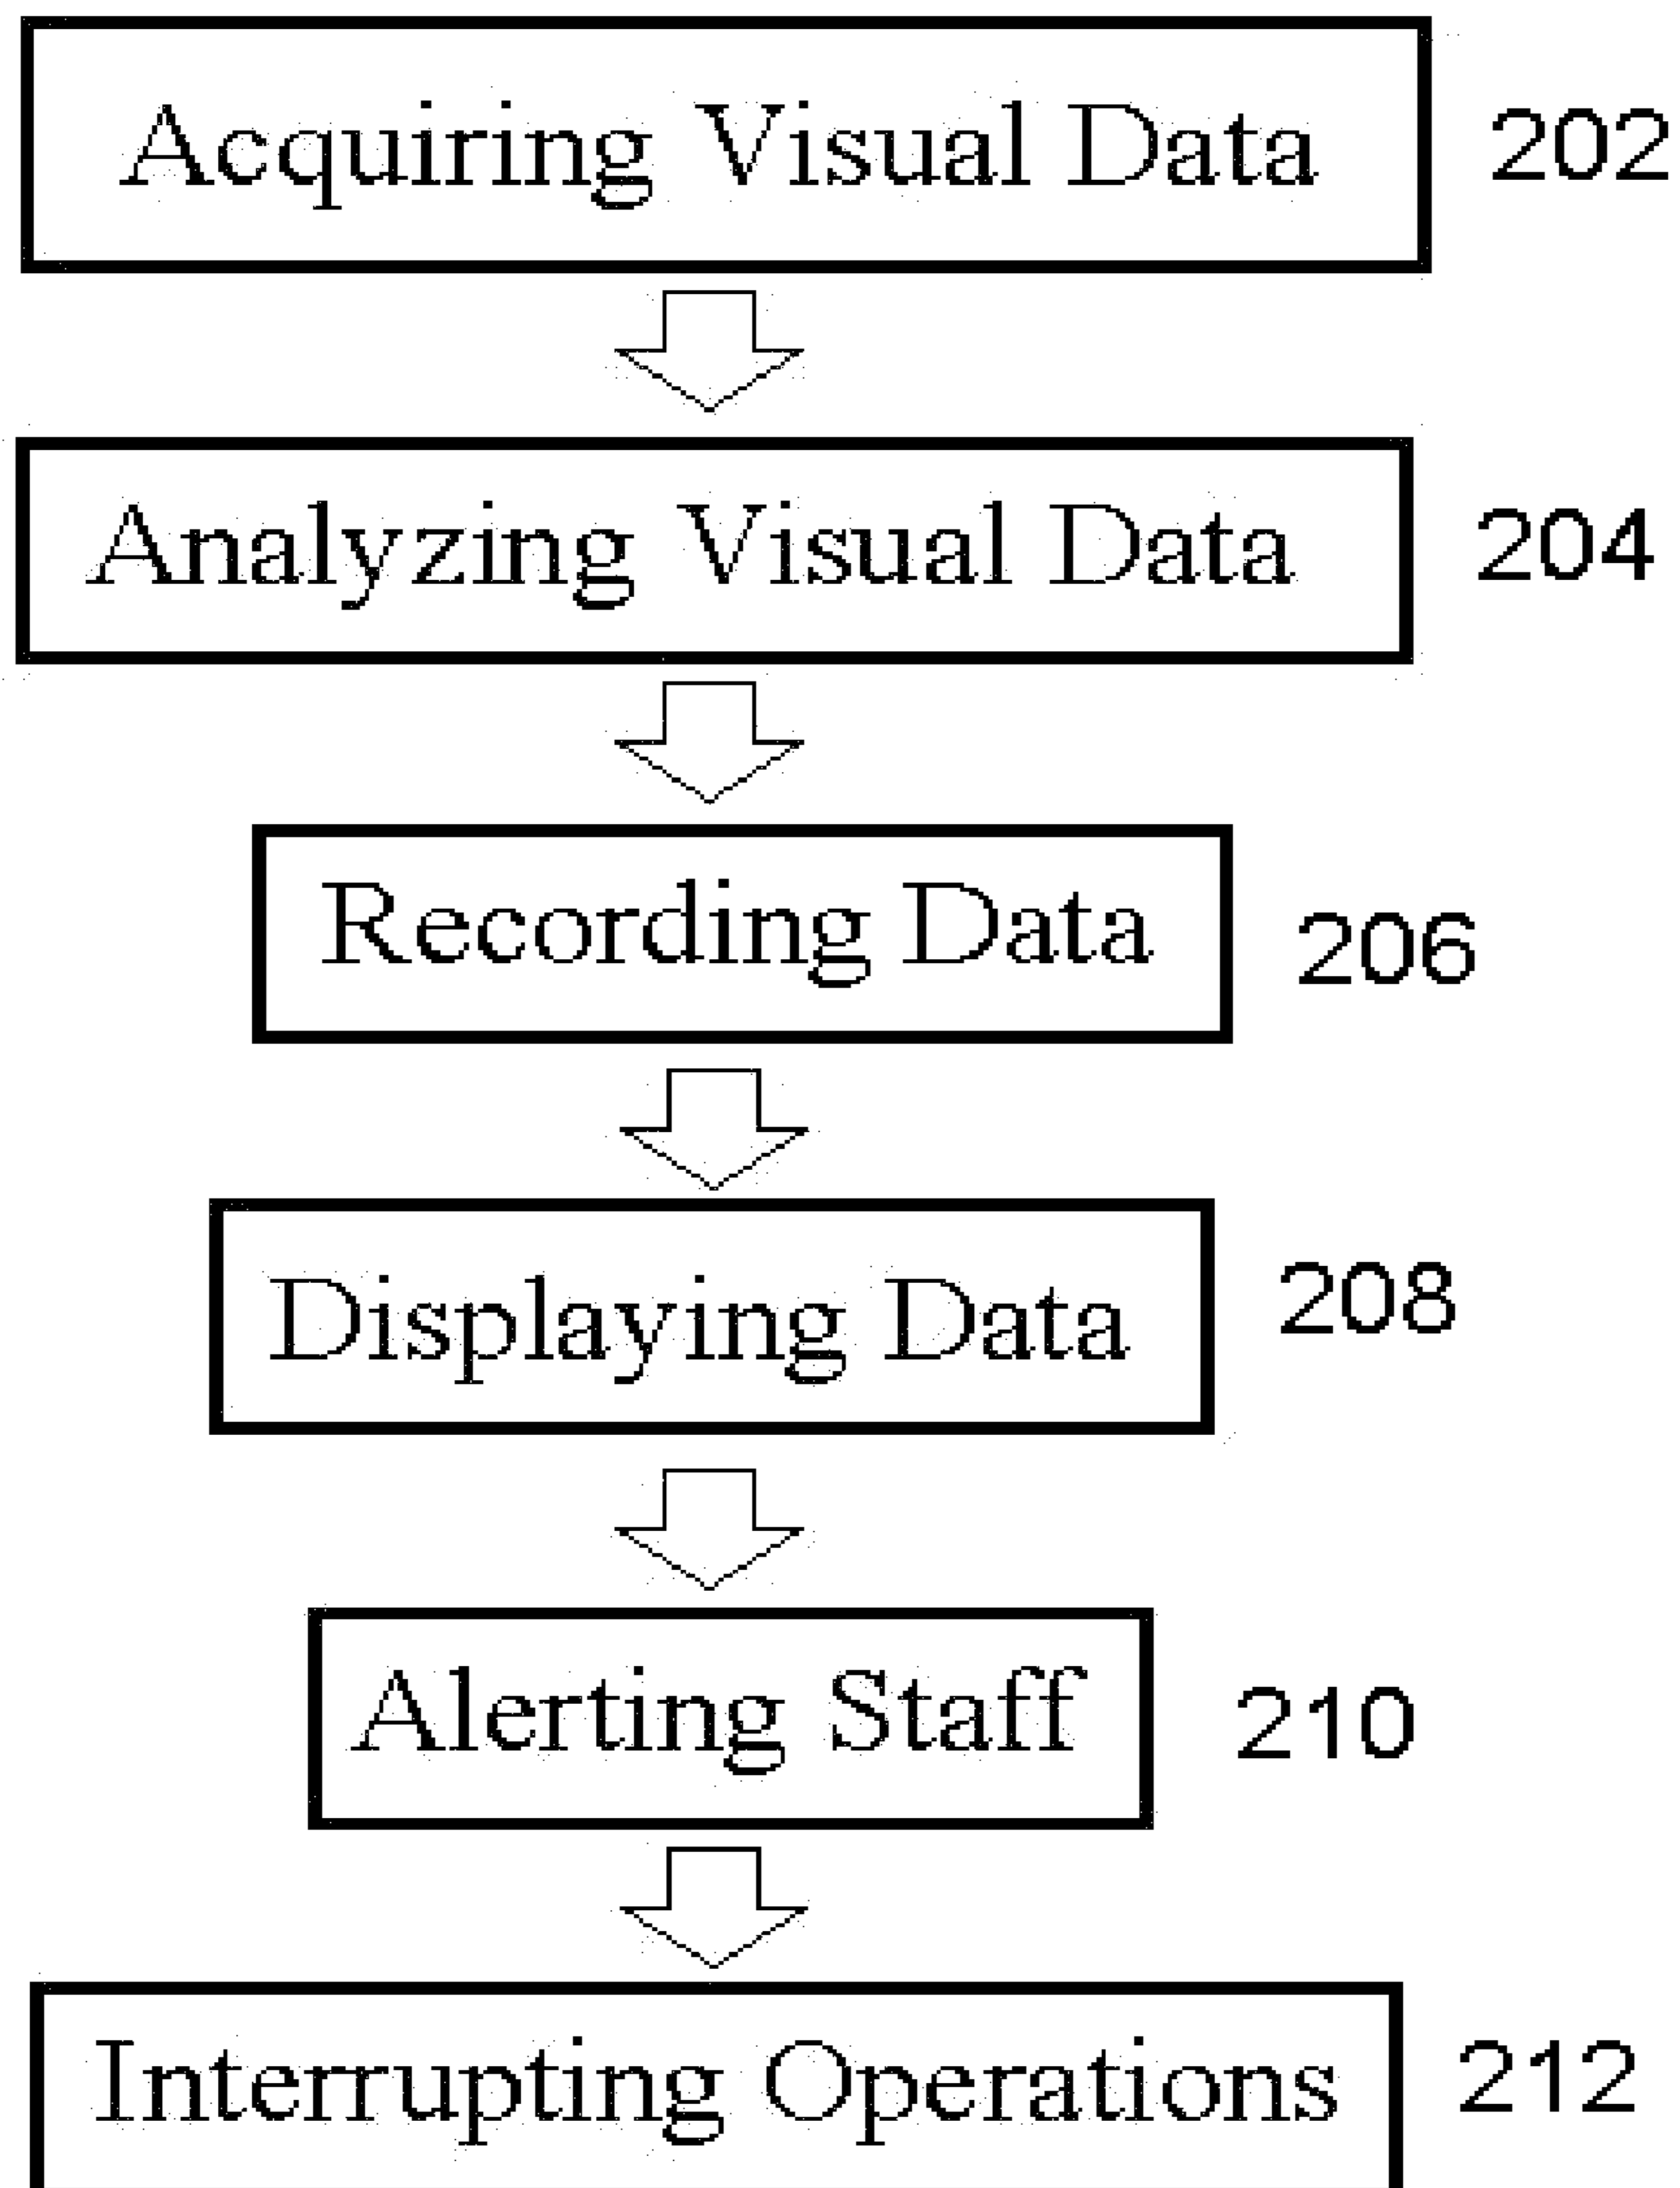 Acquiring Visual Data 202
Analyzing Visual Data 204
Recording Data 206
Displaying Data 208
Alerting Staff 210
Interrupting Operations 212